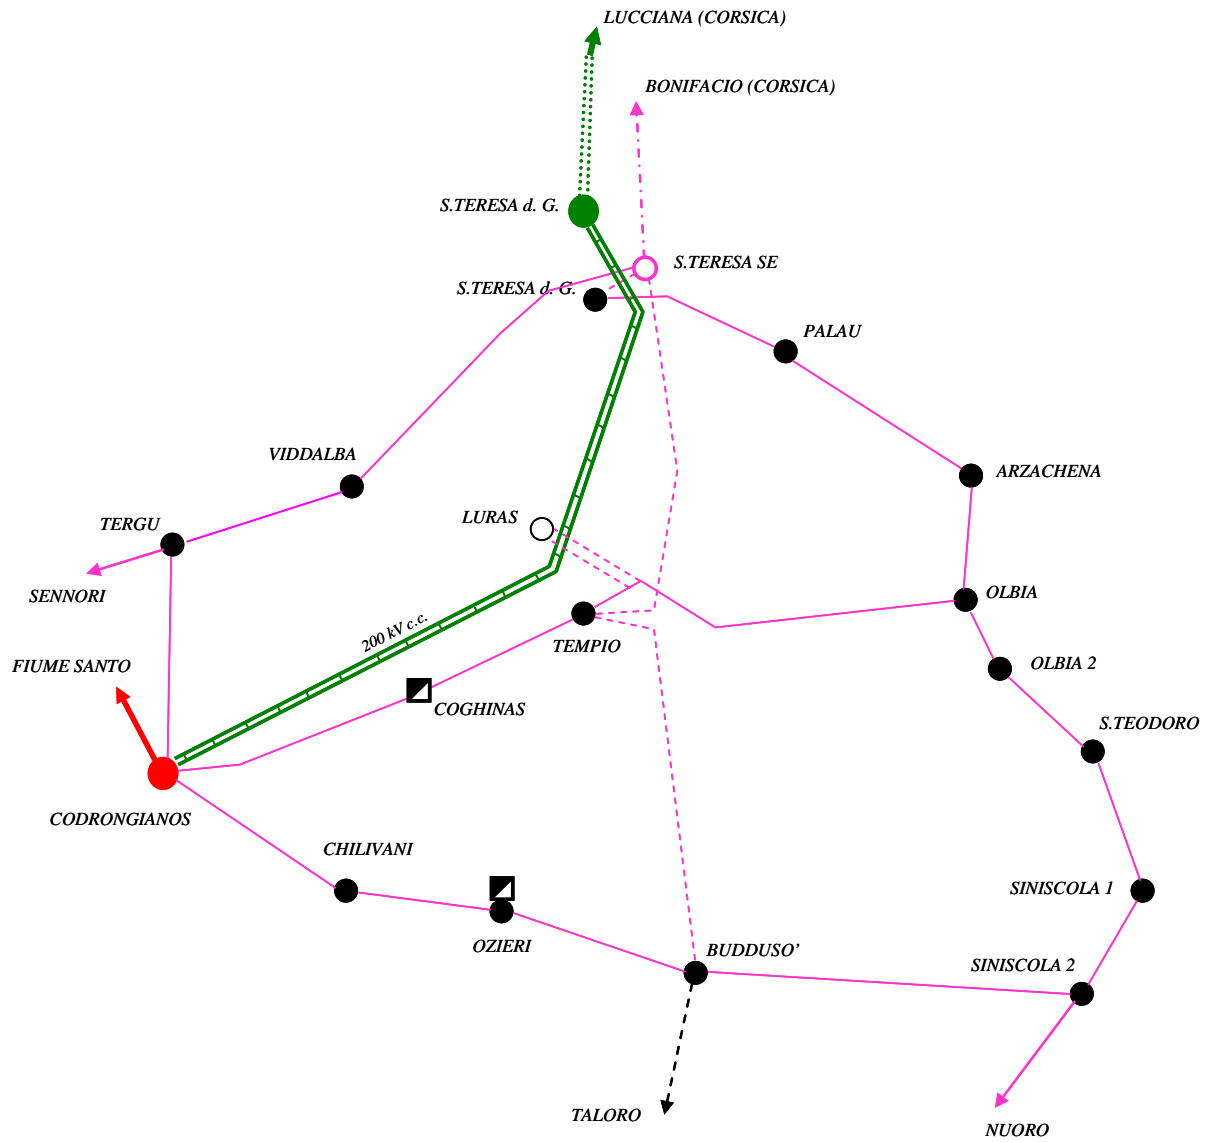 LUCCIANA (CORSICA)
BONIFACIO (CORSICA)
S.TERESA d. G.
S.TERESA SE
S.TERESA d. G.
PALAU
VIDDALBA
ARZACHENA
LURAS
TERGU
SENNORI
OLBIA
200 kV c.c.
TEMPIO
FIUME SANTO
OLBIA 2
COGHINAS
S.TEODORO
CODRONGIANOS
CHILIVANI
SINISCOLA 1
OZIERI
BUDDUSO’
SINISCOLA 2
TALORO
NUORO